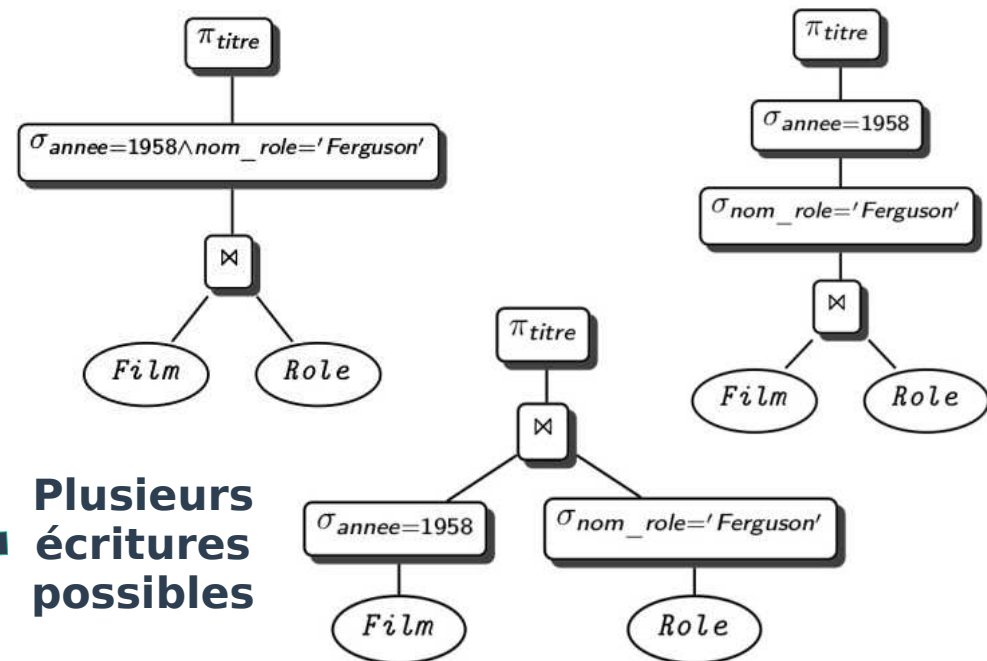 π titre
σ annee=1958∧nom_role='Ferguson'
⋈
Film Role
π titre
σ annee=1958
σ nom_role='Ferguson'
⋈
Film Role
π titre
⋈
σ annee=1958 σ nom_role='Ferguson'
Film Role
Plusieurs
écritures
possibles